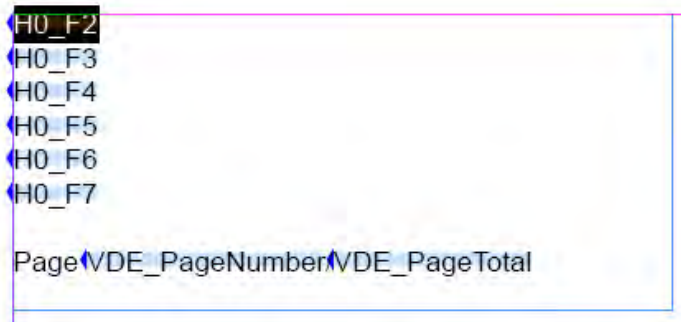 H0_F2
H0_F3
H0_F4
H0_F5
H0_F6
H0_F7
Page VDE_PageNumber/VDE_PageTotal